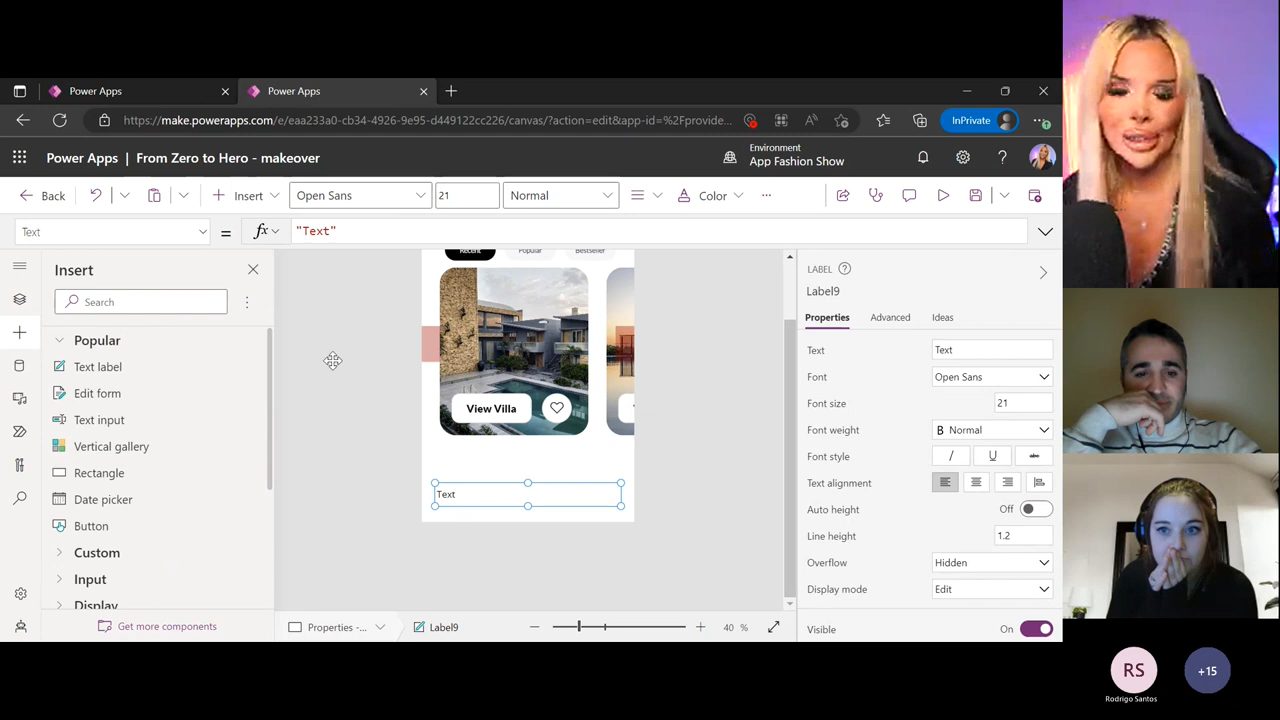 Power Apps
Power Apps
https://make.powerapps.com/e/eaa233a0-cb34-4926-9e95-d449122cc226/canvas/?action=edit&app-id=%2Fprovide...
InPrivate
Power Apps | From Zero to Hero - makeover
Environment
App Fashion Show
Back
Insert
Open Sans
21
Normal
Color
Text
=
fx
"Text"
Insert
Search
Popular
Text label
Edit form
Text input
Vertical gallery
Rectangle
Date picker
Button
Custom
Input
Display
Get more components
Recent
Popular
Bestseller
View Villa
Text
Properties -...
Label9
40 %
LABEL
Label9
Properties
Advanced
Ideas
Text
Text
Font
Open Sans
Font size
21
Font weight
B Normal
Font style
/
U
abc
Text alignment
Auto height
Off
Line height
1.2
Overflow
Hidden
Display mode
Edit
Visible
On
RS
Rodrigo Santos
+15